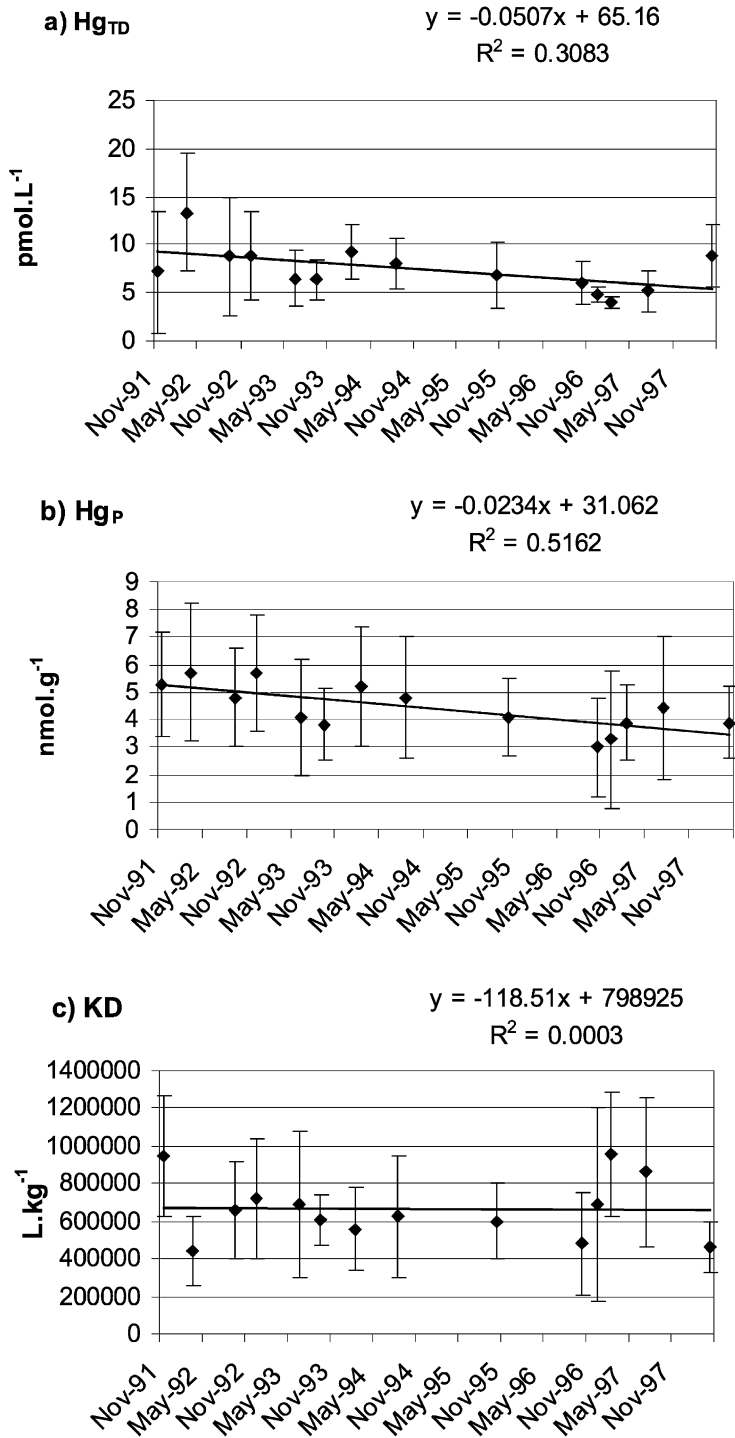 a) HgTD
y = -0.0507x + 65.16
R2 = 0.3083
pmol.L-1
25
20
15
10
5
0
Nov-91
May-92
Nov-92
May-93
Nov-93
May-94
Nov-94
May-95
Nov-95
May-96
Nov-96
May-97
Nov-97
b) HgP
y = -0.0234x + 31.062
R2 = 0.5162
nmol.g-1
9
8
7
6
5
4
3
2
1
0
Nov-91
May-92
Nov-92
May-93
Nov-93
May-94
Nov-94
May-95
Nov-95
May-96
Nov-96
May-97
Nov-97
c) KD
y = -118.51x + 798925
R2 = 0.0003
L.kg-1
1400000
1200000
1000000
800000
600000
400000
200000
0
Nov-91
May-92
Nov-92
May-93
Nov-93
May-94
Nov-94
May-95
Nov-95
May-96
Nov-96
May-97
Nov-97